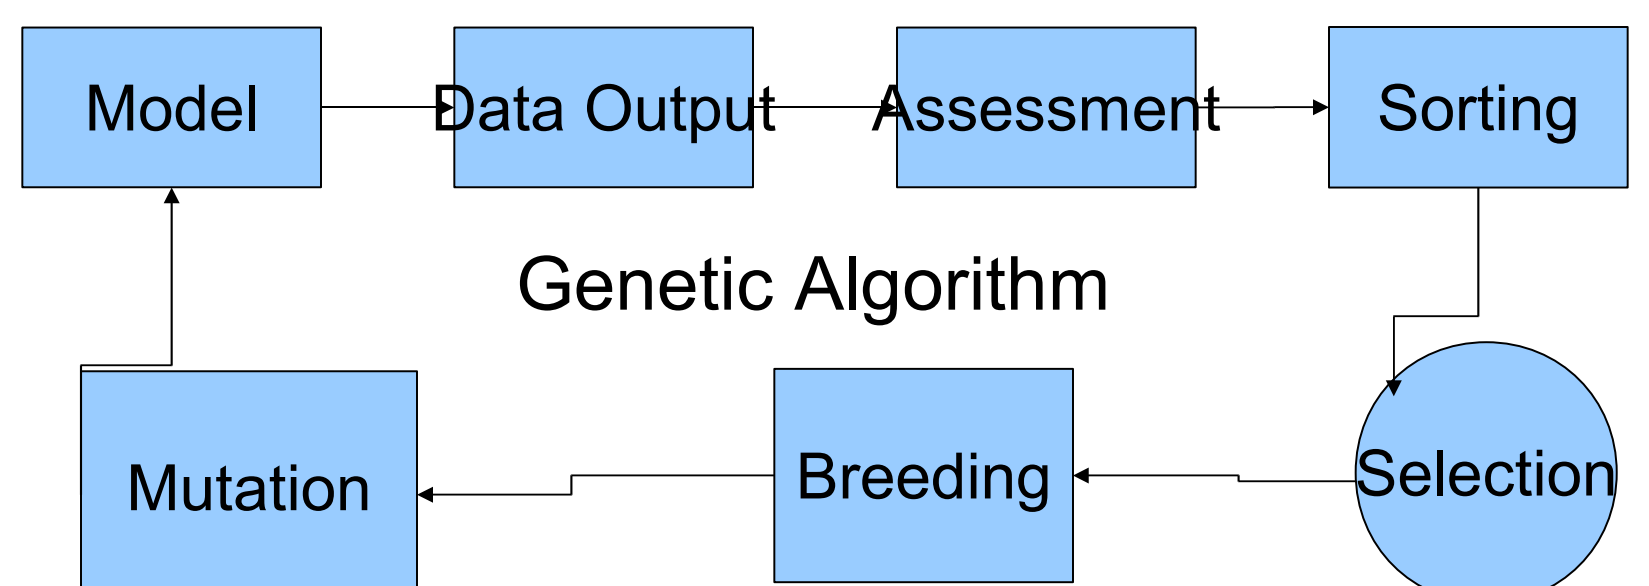 Model
Data Output
Assessment
Sorting
Genetic Algorithm
Mutation
Breeding
Selection